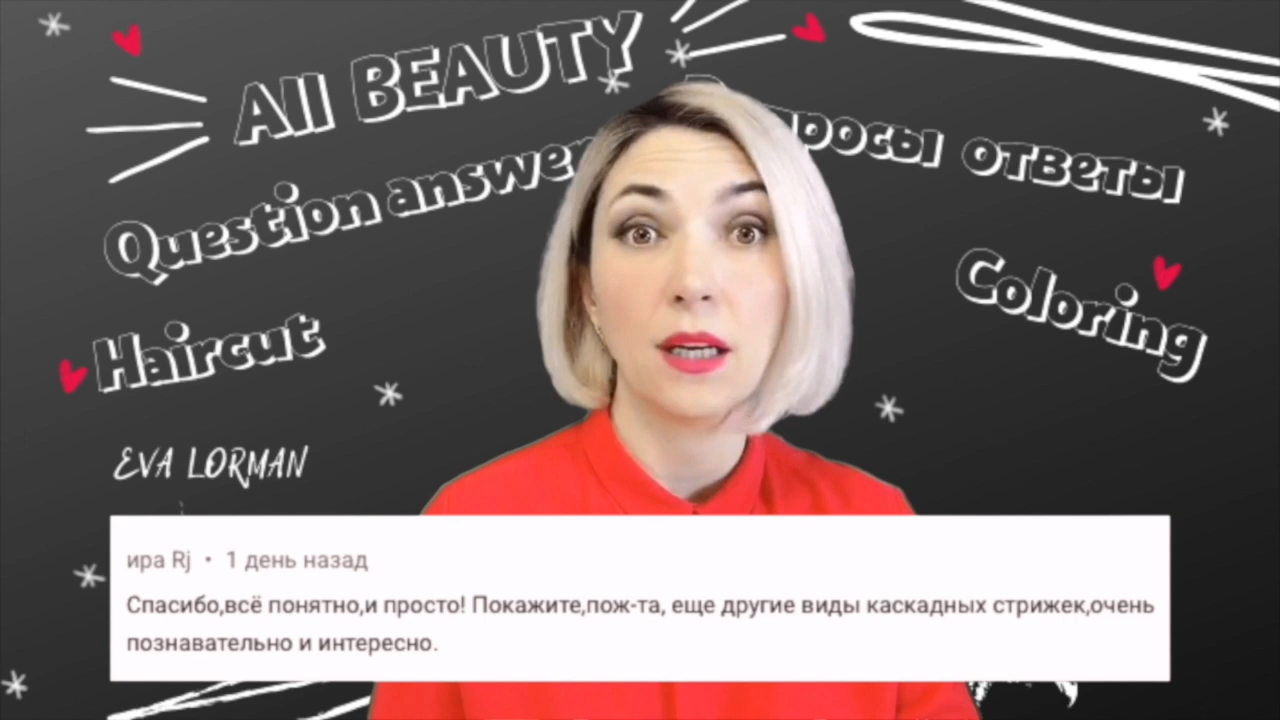 All BEAUTY
Question answer
просы ответы
Haircut
Coloring
EVA LORMAN
ира Rj • 1 день назад
Спасибо,всё понятно,и просто! Покажите,пож-та, еще другие виды каскадных стрижек,очень
познавательно и интересно.